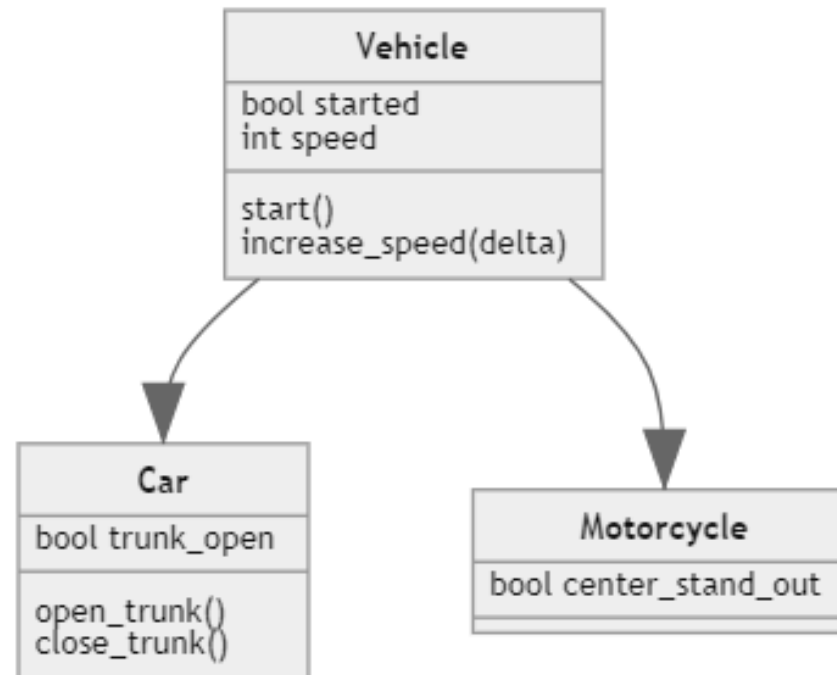 Vehicle
bool started
int speed
start()
increase_speed(delta)
Car
bool trunk_open
open_trunk()
close_trunk()
Motorcycle
bool center_stand_out